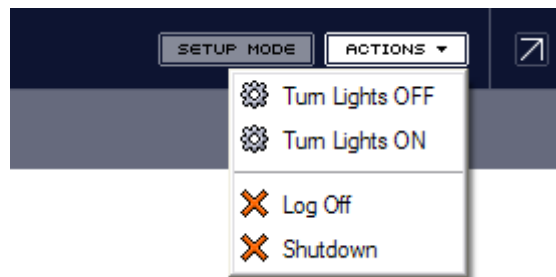 SETUP MODE
ACTIONS
Turn Lights OFF
Turn Lights ON
Log Off
Shutdown